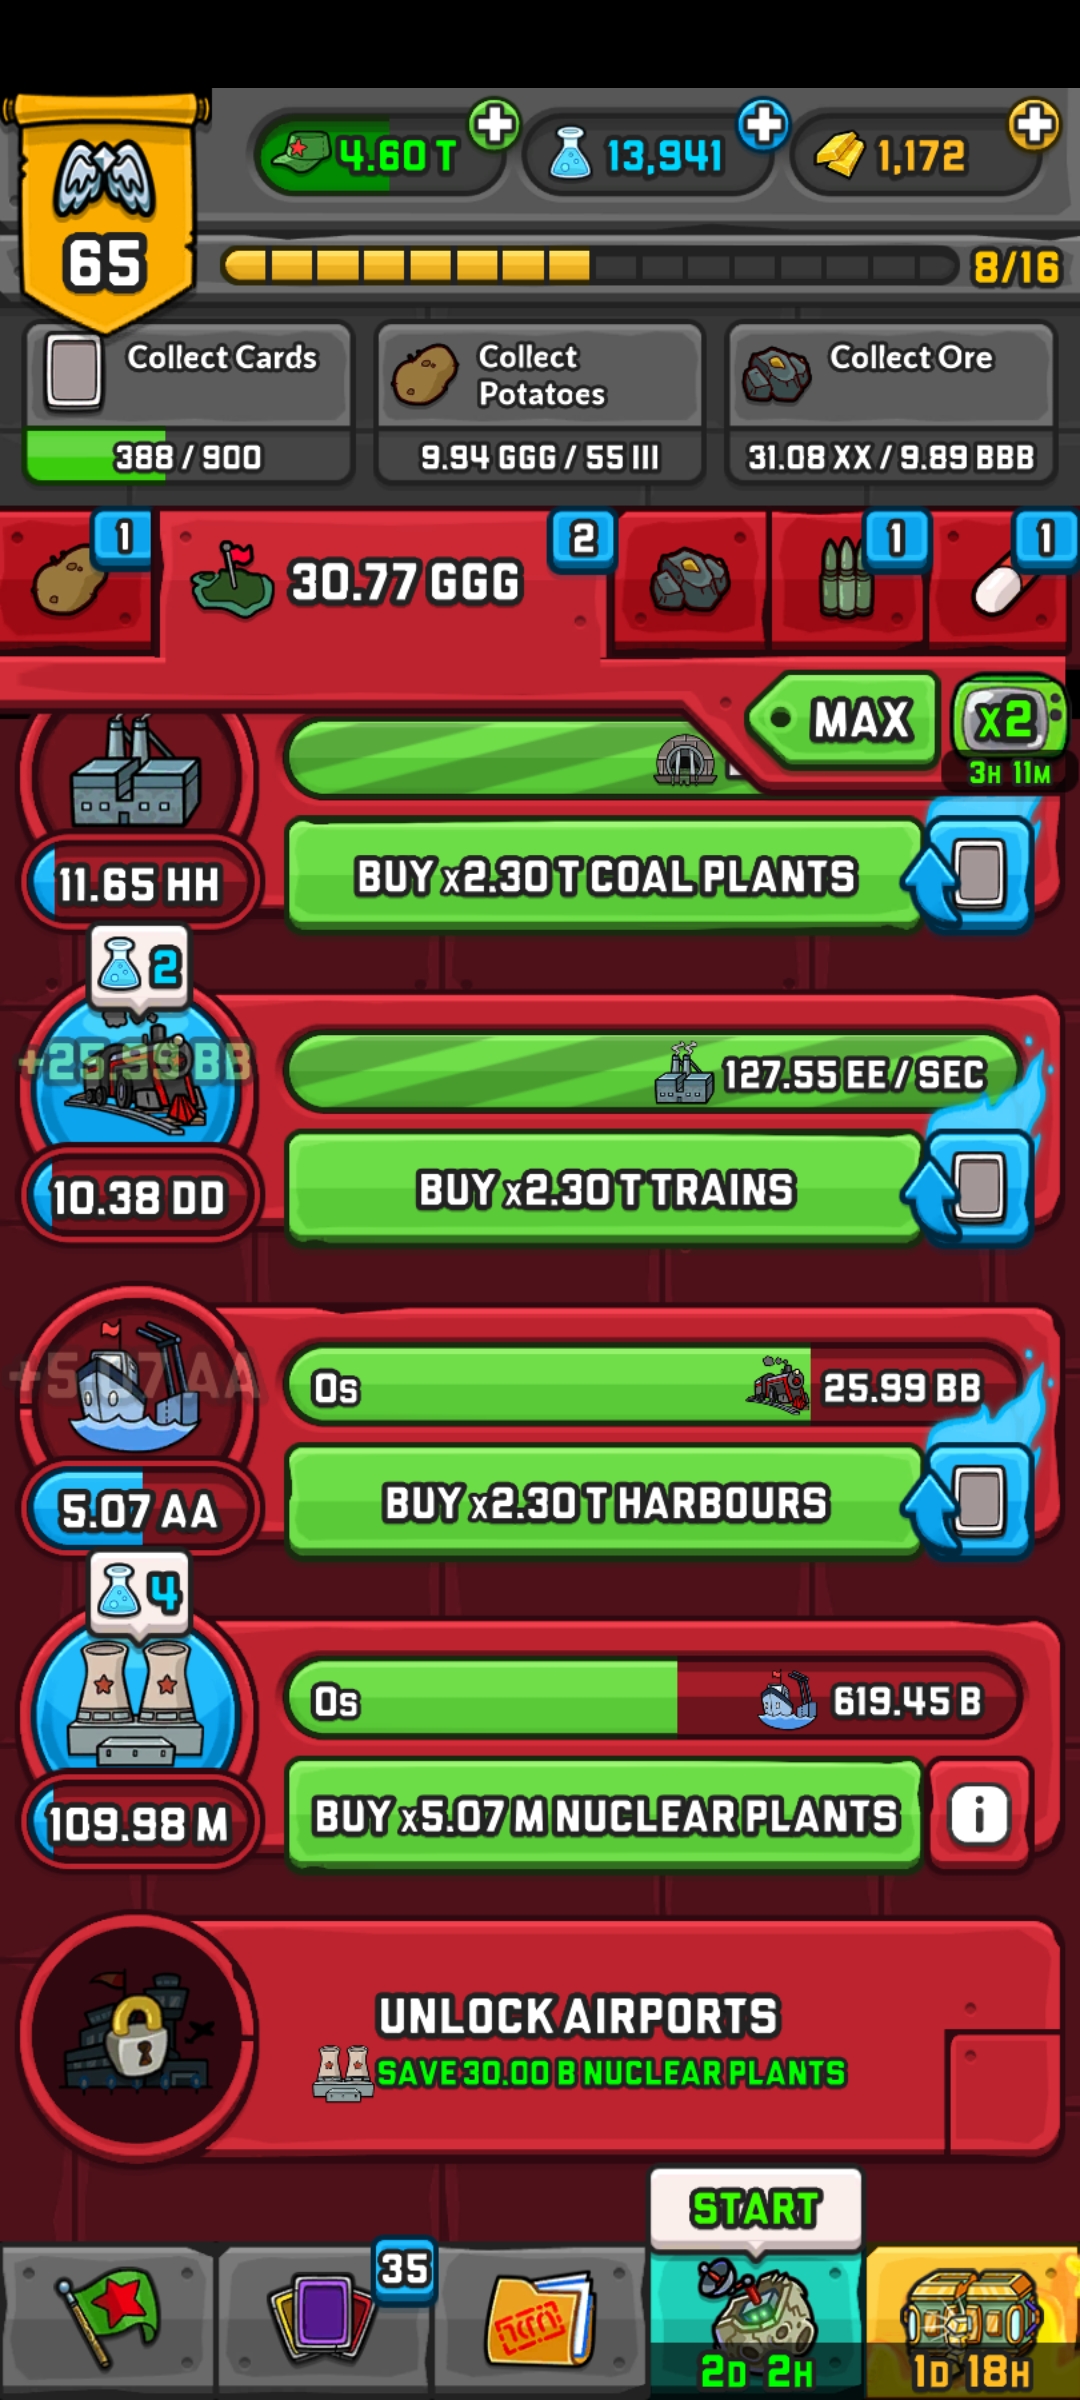 4.60 T
13,941
1,172
65
8/16
Collect Cards
388 / 900
Collect
Potatoes
9.94 GGG / 55 III
Collect Ore
31.08 XX / 9.89 BBB
1
30.77 GGG
2
1
1
MAX
x2
3H 11M
11.65 HH
BUY x2.30 T COAL PLANTS
2
+25.99 BB
127.55 EE / SEC
10.38 DD
BUY x2.30 T TRAINS
+5.07 AA
0s
25.99 BB
5.07 AA
BUY x2.30 T HARBOURS
4
0s
619.45 B
109.98 M
BUY x5.07 M NUCLEAR PLANTS
i
UNLOCK AIRPORTS
SAVE 30.00 B NUCLEAR PLANTS
START
35
2D 2H
1D 18H